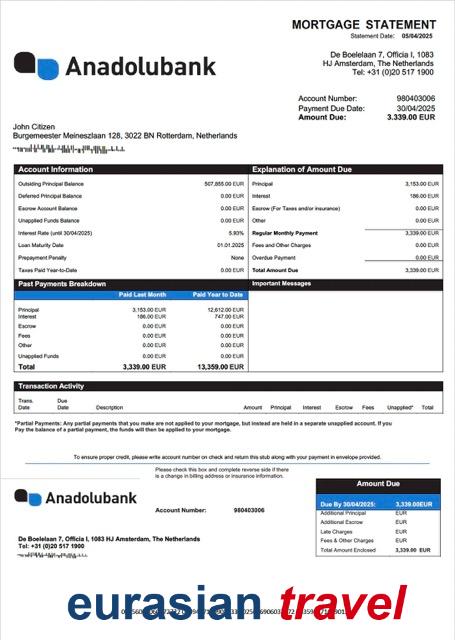 MORTGAGE STATEMENT
Statement Date: 05/04/2025
Anadolubank
De Boelelaan 7, Officia I, 1083
HJ Amsterdam, The Netherlands
Tel: +31 (0)20 517 1900
Account Number: 980403006
Payment Due Date: 30/04/2025
Amount Due: 3.339.00 EUR
John Citizen
Burgemeester Meineszlaan 128, 3022 BN Rotterdam, Netherlands
Account Information
Outsiding Principal Balance 507,855.00 EUR
Deferred Principal Balance 0.00 EUR
Escrow Account Balance 0.00 EUR
Unapplied Funds Balance 0.00 EUR
Interest Rate (until 30/04/2025) 5.93%
Loan Maturity Date 01.01.2025
Prepayment Penalty None
Taxes Paid Year-to-Date 0.00 EUR
Explanation of Amount Due
Principal 3,153.00 EUR
Interest 186.00 EUR
Escrow (For Taxes and/or insurance) 0.00 EUR
Other 0.00 EUR
Regular Monthly Payment 3,339.00 EUR
Fees and Other Charges 0.00 EUR
Overdue Payment 0.00 EUR
Total Amount Due 3,339.00 EUR
Past Payments Breakdown
Paid Last Month Paid Year to Date
Principal 3,153.00 EUR 12,612.00 EUR
Interest 186.00 EUR 747.00 EUR
Escrow 0.00 EUR 0.00 EUR
Fees 0.00 EUR 0.00 EUR
Other 0.00 EUR 0.00 EUR
Unapplied Funds 0.00 EUR 0.00 EUR
Total 3,339.00 EUR 13,359.00 EUR
Important Messages
Transaction Activity
Trans. Date Due Date Description Amount Principal Interest Escrow Fees Unapplied* Total
*Partial Payments: Any partial payments that you make are not applied to your mortgage, but instead are held in a separate unapplied account. If you
Pay the balance of a partial payment, the funds will then be applied to your mortgage.
To ensure proper credit, please write account number on check and return this stub along with your payment in envelope provided.
Please check this box and complete reverse side if there
is a change in billing address or insurance information.
Anadolubank
Account Number: 980403006
De Boelelaan 7, Officia I, 1083 HJ Amsterdam, The Netherlands
Tel: +31 (0)20 517 1900
Amount Due
Due By 30/04/2025: 3,339.00EUR
Additional Principal EUR
Additional Escrow EUR
Late Charges EUR
Fees & Other Charges EUR
Total Amount Enclosed 3,339.00 EUR
eurasian travel